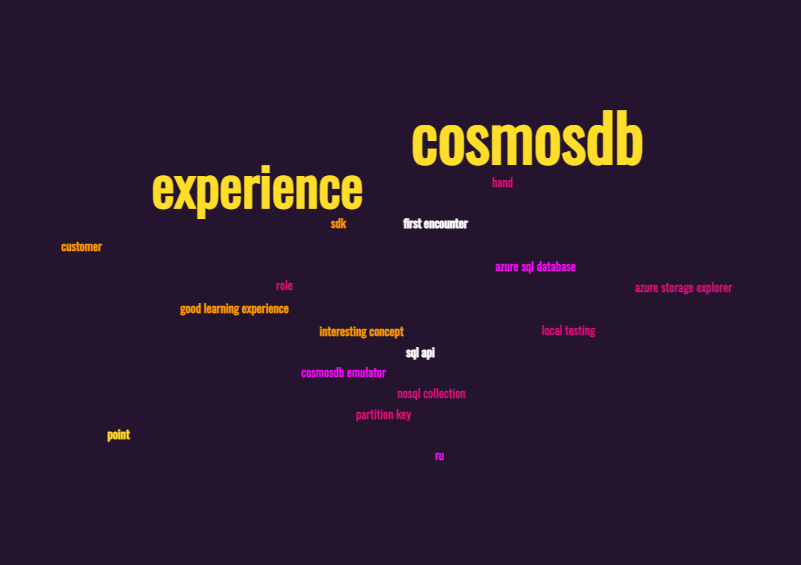 cosmosdb
experience
hand
sdk
first encounter
customer
azure sql database
role
azure storage explorer
good learning experience
interesting concept
local testing
sql api
cosmosdb emulator
nosql collection
partition key
point
ru